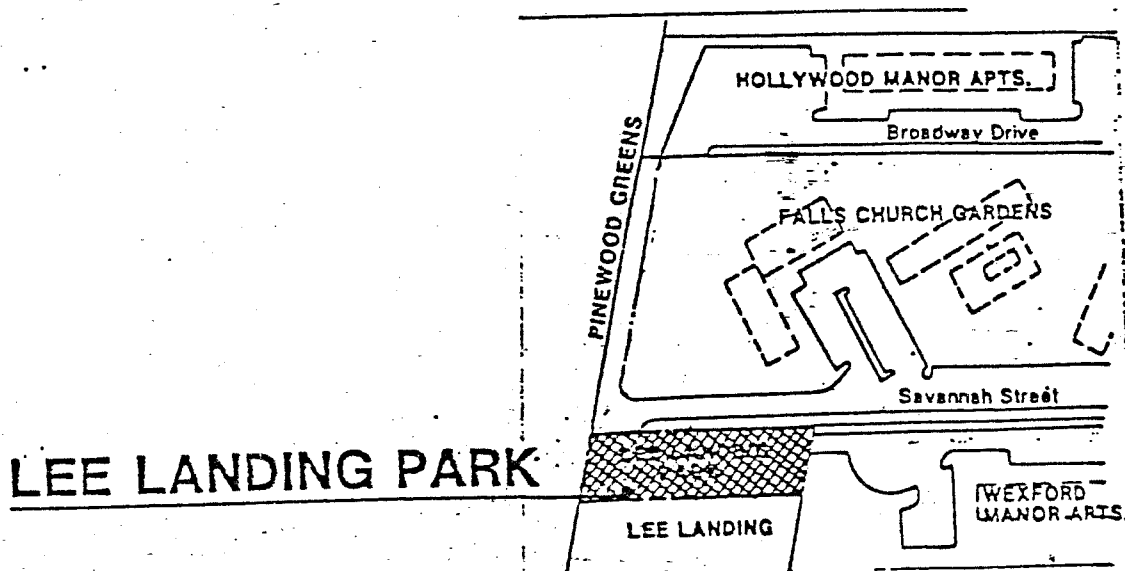 HOLLYWOOD MANOR APTS.
Broadway Drive
PINEWOOD GREENS
FALLS CHURCH GARDENS
Savannah Street
LEE LANDING PARK
WEXFORD
MANOR ARTS.
LEE LANDING